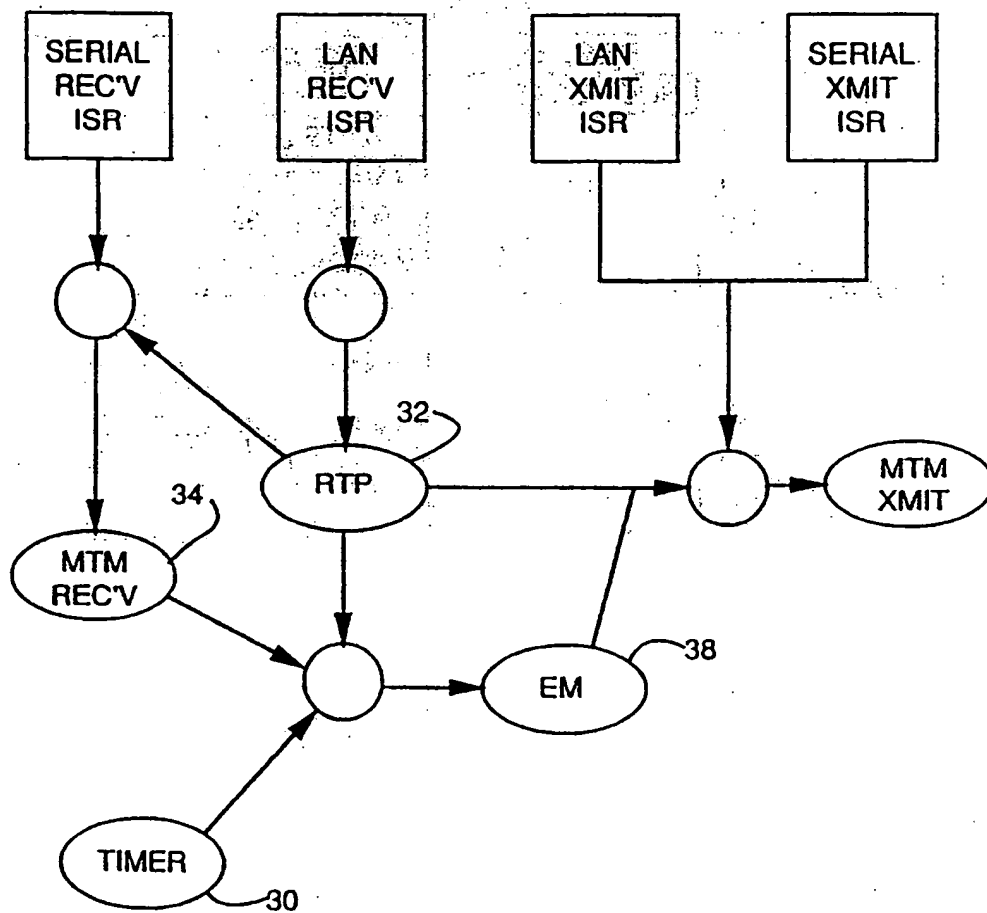 SERIAL
REC'V
ISR
LAN
REC'V
ISR
LAN
XMIT
ISR
SERIAL
XMIT
ISR
32
RTP
MTM
XMIT
34
MTM
REC'V
38
EM
TIMER
30